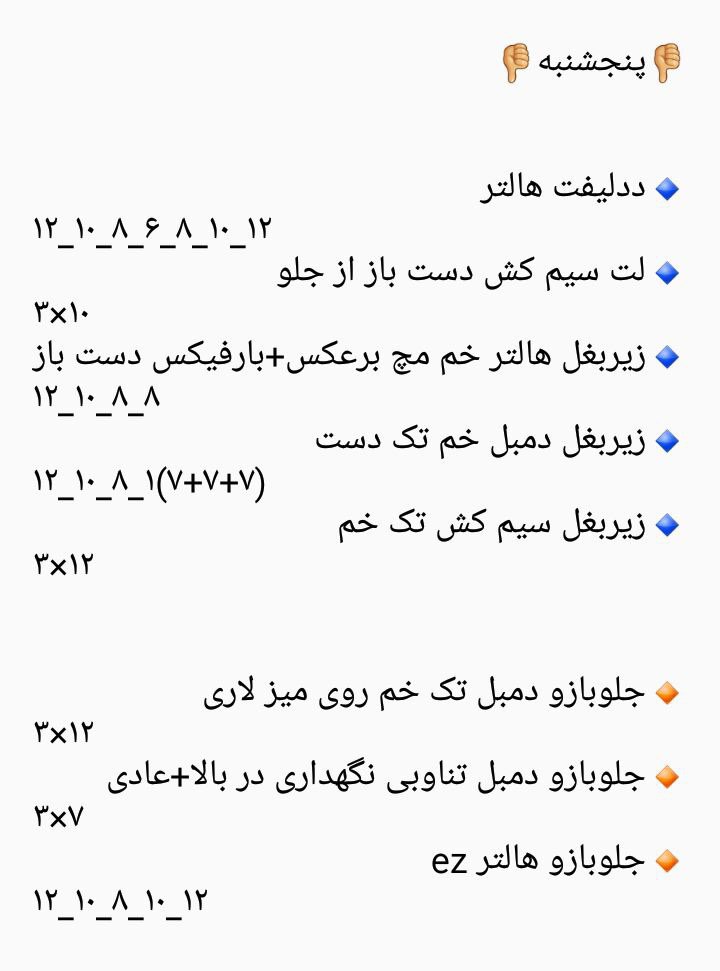 👎پنجشنبه👎
🔹ددلیفت هالتر
۱۲_۱۰_۸_۶_۸_۱۰_۱۲
🔹لت سیم کش دست باز از جلو
۳×۱۰
🔹زیربغل هالتر خم مچ برعکس+بارفیکس دست باز
۱۲_۱۰_۸_۸
🔹زیربغل دمبل خم تک دست
۱۲_۱۰_۸_۱(۷+۷+۷)
🔹زیربغل سیم کش تک خم
۳×۱۲
🔸جلوبازو دمبل تک خم روی میز لاری
۳×۱۲
🔸جلوبازو دمبل تناوبی نگهداری در بالا+عادی
۳×۷
🔸جلوبازو هالتر ez
۱۲_۱۰_۸_۱۰_۱۲